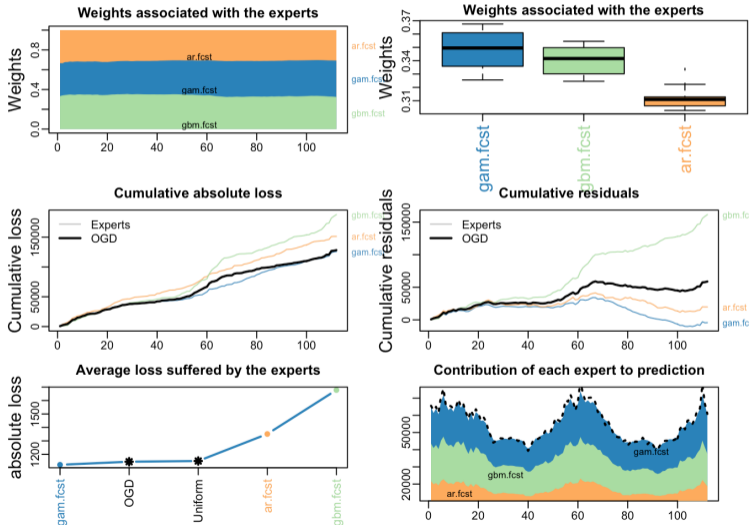 Weights associated with the experts
Weights
0.0 0.4 0.8
ar.fcst
gam.fcst
gbm.fcst
ar.fcst
gam.fcst
gbm.fcst
0 20 40 60 80 100
Weights associated with the experts
Weights
0.31 0.34 0.37
gam.fcst
gbm.fcst
ar.fcst
Cumulative absolute loss
Cumulative loss
0 50000 150000
Experts
OGD
gbm.fcst
ar.fcst
gam.fcst
0 20 40 60 80 100
Cumulative residuals
Cumulative residuals
0 50000 150000
Experts
OGD
gbm.fc
ar.fcst
gam.fc
0 20 40 60 80 100
Average loss suffered by the experts
absolute loss
1200 1500
gam.fcst
OGD
Uniform
ar.fcst
gbm.fcst
Contribution of each expert to prediction
20000 50000
gam.fcst
gbm.fcst
ar.fcst
0 20 40 60 80 100